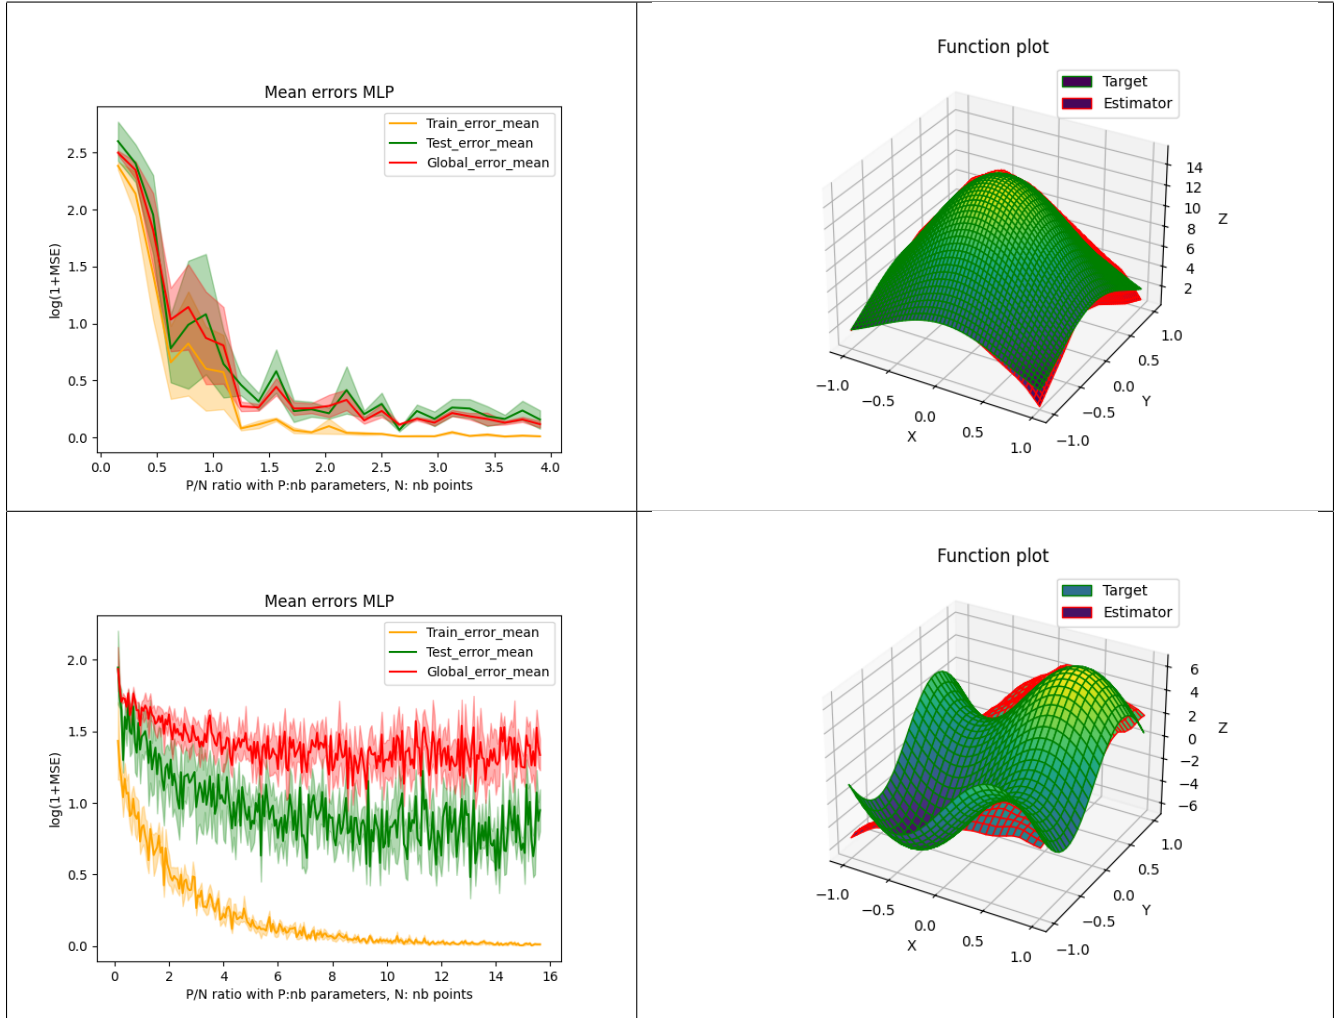 Mean errors MLP
Train_error_mean
Test_error_mean
Global_error_mean
log(1+MSE)
2.5
2.0
1.5
1.0
0.5
0.0
0.0 0.5 1.0 1.5 2.0 2.5 3.0 3.5 4.0
P/N ratio with P:nb parameters, N: nb points
Function plot
Target
Estimator
14
12
10
8
6
4
2
Z
−1.0 −0.5 0.0 0.5 1.0
X
−1.0 −0.5 0.0 0.5 1.0
Y
Mean errors MLP
Train_error_mean
Test_error_mean
Global_error_mean
log(1+MSE)
2.0
1.5
1.0
0.5
0.0
0 2 4 6 8 10 12 14 16
P/N ratio with P:nb parameters, N: nb points
Function plot
Target
Estimator
6
4
2
0
−2
−4
−6
Z
−1.0 −0.5 0.0 0.5 1.0
X
−1.0 −0.5 0.0 0.5 1.0
Y